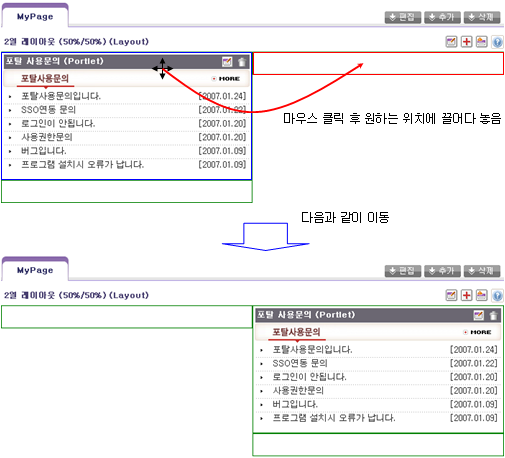 MyPage
편집 추가 삭제
2열 레이아웃 (50%/50%) (Layout)
포탈 사용문의 (Portlet)
포탈사용문의 MORE
포탈사용문의입니다. [2007.01.24]
SSO연동 문의 [2007.01.22]
로그인이 안됩니다. [2007.01.20]
사용권한문의 [2007.01.20]
버그입니다. [2007.01.09]
프로그램 설치시 오류가 납니다. [2007.01.09]
마우스 클릭 후 원하는 위치에 끌어다 놓음
다음과 같이 이동
MyPage
편집 추가 삭제
2열 레이아웃 (50%/50%) (Layout)
포탈 사용문의 (Portlet)
포탈사용문의 MORE
포탈사용문의입니다. [2007.01.24]
SSO연동 문의 [2007.01.22]
로그인이 안됩니다. [2007.01.20]
사용권한문의 [2007.01.20]
버그입니다. [2007.01.09]
프로그램 설치시 오류가 납니다. [2007.01.09]